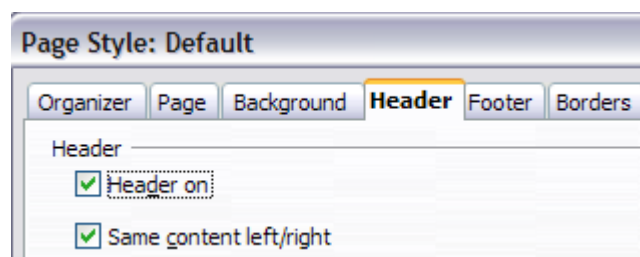 Page Style: Default
Organizer Page Background Header Footer Borders
Header
Header on
Same content left/right